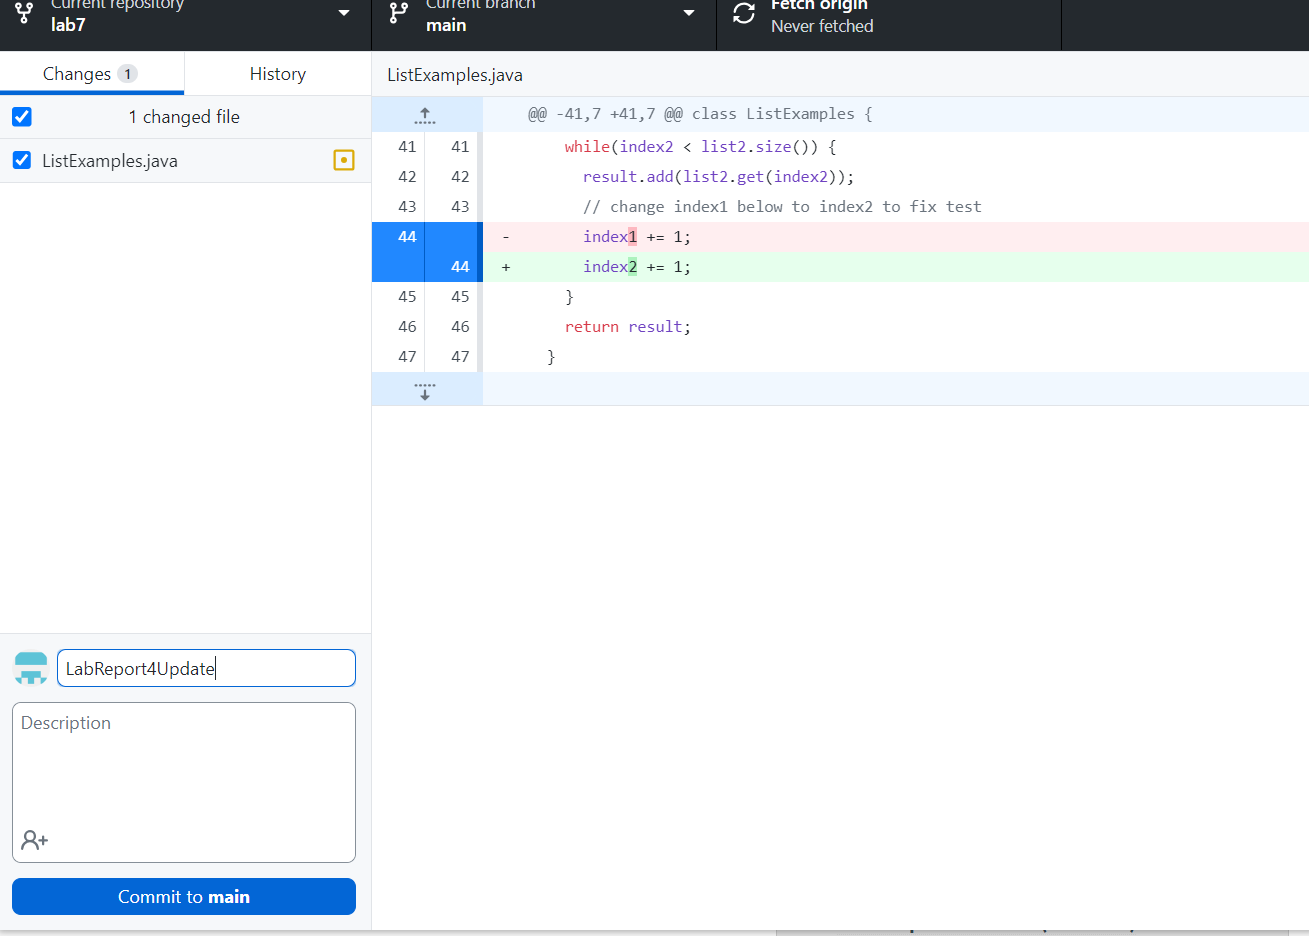 Current repository
lab7
Current branch
main
Fetch origin
Never fetched
Changes 1
History
1 changed file
ListExamples.java
ListExamples.java
@@ -41,7 +41,7 @@ class ListExamples {
41 41 while(index2 < list2.size()) {
42 42 result.add(list2.get(index2));
43 43 // change index1 below to index2 to fix test
44 - index1 += 1;
44 + index2 += 1;
45 45 }
46 46 return result;
47 47 }
LabReport4Update
Description
Commit to main